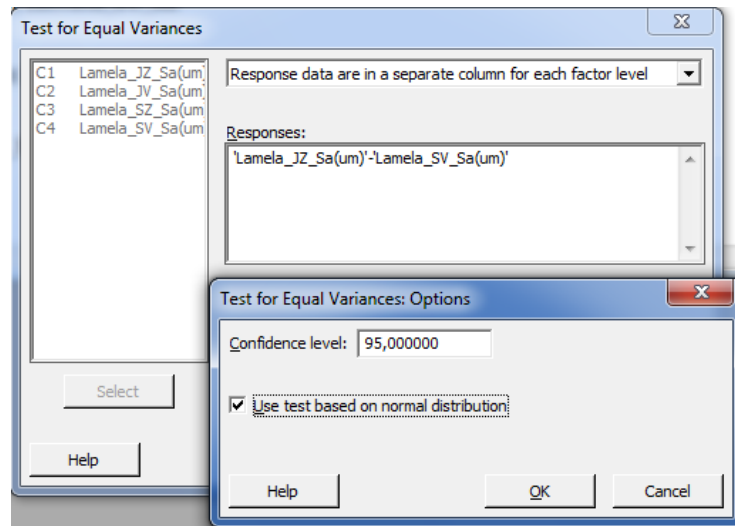 Test for Equal Variances
C1 Lamela_JZ_Sa(um)
C2 Lamela_JV_Sa(um)
C3 Lamela_SZ_Sa(um
C4 Lamela_SV_Sa(um
Response data are in a separate column for each factor level
Responses:
'Lamela_JZ_Sa(um)'-'Lamela_SV_Sa(um)'
Select
Help
Test for Equal Variances: Options
Confidence level: 95,000000
Use test based on normal distribution
Help
OK
Cancel